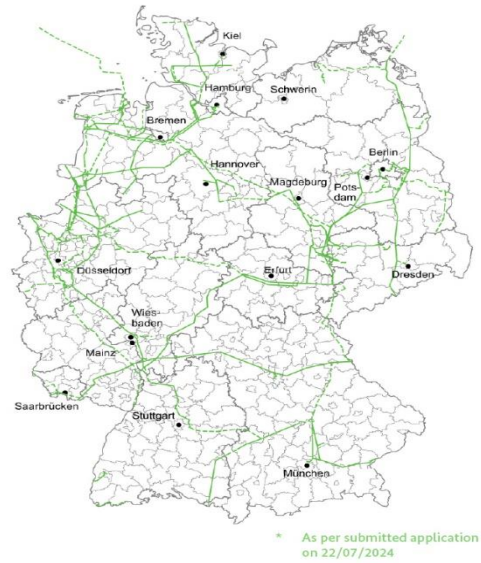 Kiel
Hamburg
Schwerin
Bremen
Berlin
Hannover
Magdeburg
Pots-
dam
Erfurt
Düsseldorf
Dresden
Wies-
baden
Mainz
Saarbrücken
Stuttgart
München
* As per submitted application
on 22/07/2024